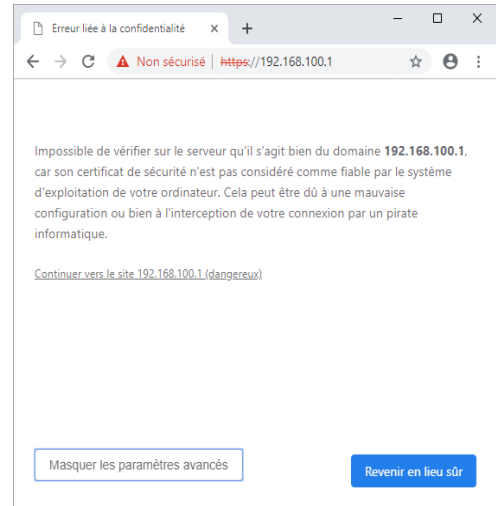 Erreur liée à la confidentialité
Non sécurisé | https://192.168.100.1
Impossible de vérifier sur le serveur qu'il s'agit bien du domaine 192.168.100.1,
car son certificat de sécurité n'est pas considéré comme fiable par le système
d'exploitation de votre ordinateur. Cela peut être dû à une mauvaise
configuration ou bien à l'interception de votre connexion par un pirate
informatique.
Continuer vers le site 192.168.100.1 (dangereux)
Masquer les paramètres avancés
Revenir en lieu sûr